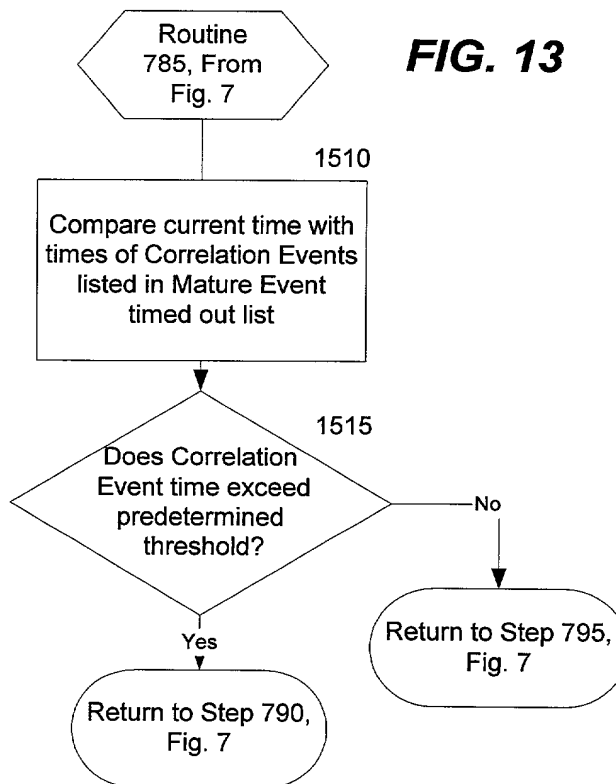 Routine
785, From
Fig. 7
FIG. 13
1510
Compare current time with
times of Correlation Events
listed in Mature Event
timed out list
1515
Does Correlation
Event time exceed
predetermined
threshold?
No
Yes
Return to Step 795,
Fig. 7
Return to Step 790,
Fig. 7